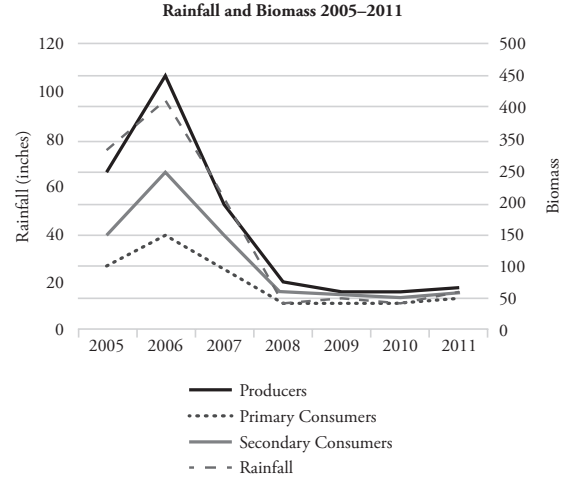 Rainfall and Biomass 2005–2011
120
100
80
60
40
20
0
Rainfall (inches)
500
450
400
350
300
250
200
150
100
50
0
Biomass
2005 2006 2007 2008 2009 2010 2011
Producers
Primary Consumers
Secondary Consumers
Rainfall